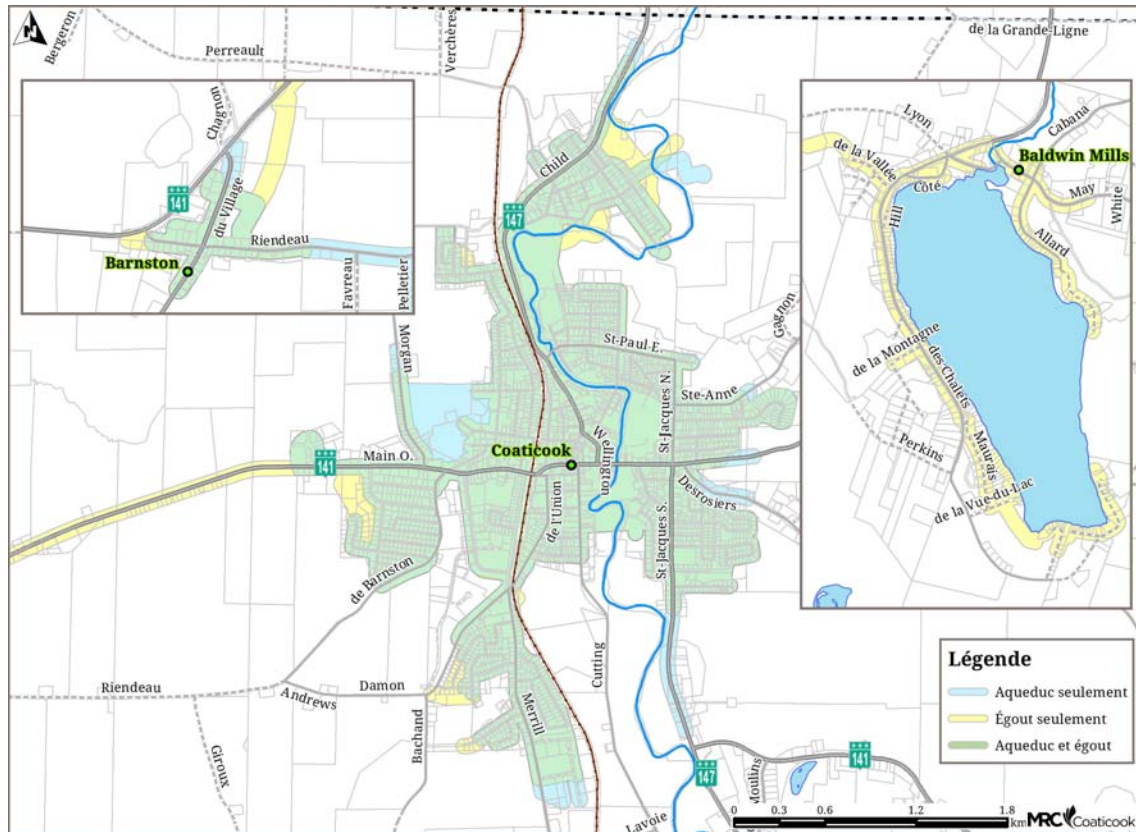 Bergeron
Perreault
Verchères
de la Grande-Ligne
Chagnon
141
du Village
Riendeau
Barnston
Favreau
Pelletier
Child
147
Lyon
Cabana
de la Vallée
Côté
Baldwin Mills
May
White
Hill
Allard
de la Montagne
des Chalets
Perkins
Maurais
de la Vue-du-Lac
Morgan
St-Paul E.
Gagnon
Ste-Anne
St-Jacques N.
Coaticook
Wellington
Main O.
141
de l'Union
Desrosiers
St-Jacques S.
de Barnston
Riendeau
Andrews
Damon
Cutting
Merrill
Bachand
Giroux
Lavoie
147
Moulins
141
Légende
Aqueduc seulement
Égout seulement
Aqueduc et égout
0 0.3 0.6 1.2 1.8
km
MRC Coaticook